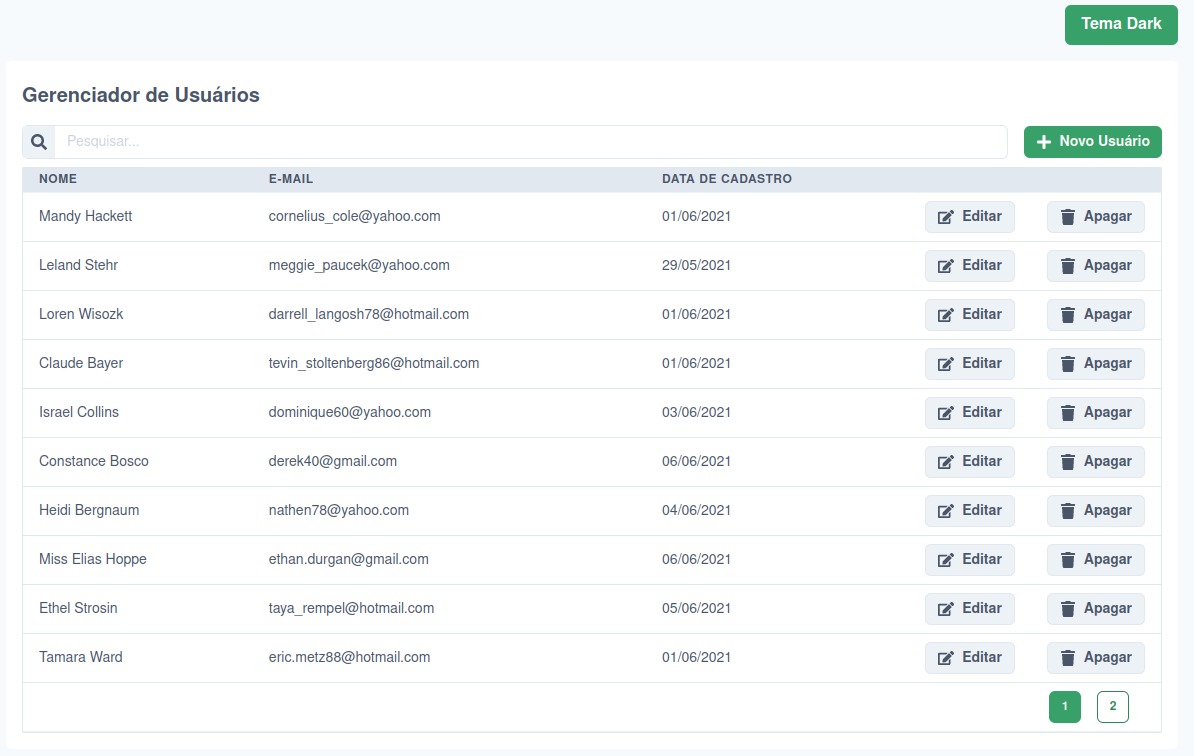 Tema Dark
Gerenciador de Usuários
Pesquisar...
Novo Usuário
NOME E-MAIL DATA DE CADASTRO
Mandy Hackett cornelius_cole@yahoo.com 01/06/2021 Editar Apagar
Leland Stehr meggie_paucek@yahoo.com 29/05/2021 Editar Apagar
Loren Wisozk darrell_langosh78@hotmail.com 01/06/2021 Editar Apagar
Claude Bayer tevin_stoltenberg86@hotmail.com 01/06/2021 Editar Apagar
Israel Collins dominique60@yahoo.com 03/06/2021 Editar Apagar
Constance Bosco derek40@gmail.com 06/06/2021 Editar Apagar
Heidi Bergnaum nathen78@yahoo.com 04/06/2021 Editar Apagar
Miss Elias Hoppe ethan.durgan@gmail.com 06/06/2021 Editar Apagar
Ethel Strosin taya_rempel@hotmail.com 05/06/2021 Editar Apagar
Tamara Ward eric.metz88@hotmail.com 01/06/2021 Editar Apagar
1 2